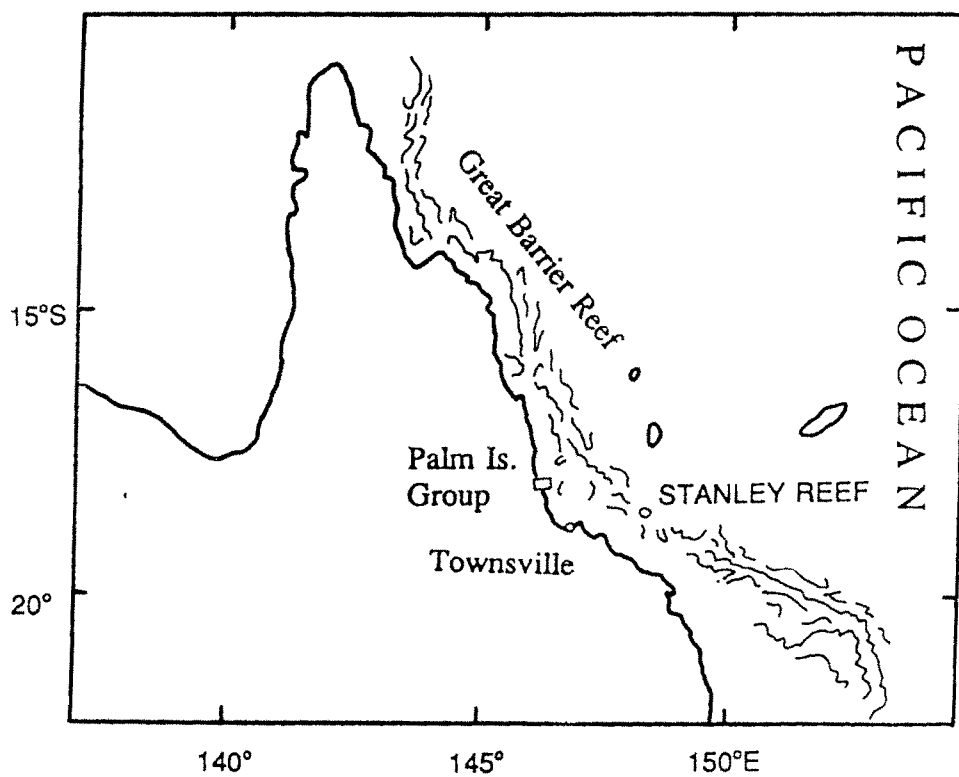 PACIFIC OCEAN
Great Barrier Reef
15°S
Palm Is.
Group
STANLEY REEF
Townsville
20°
140°
145°
150°E